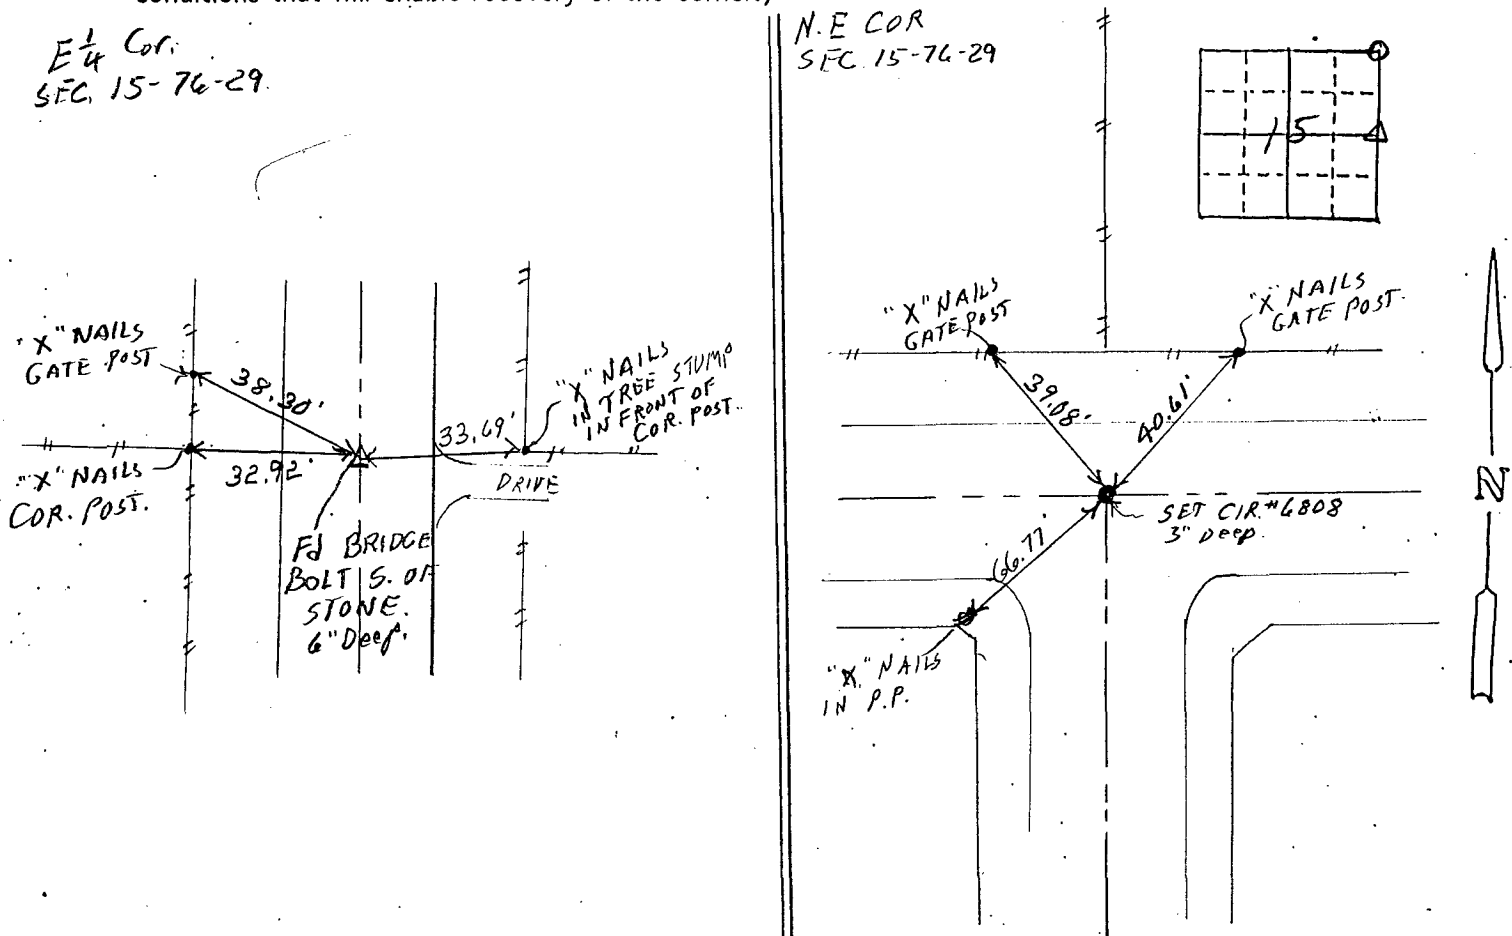 E 1/4 Cor.
SEC. 15-76-29.
"X" NAILS
GATE POST
38.30'
32.92'
33.69'
"X" NAILS
IN TREE STUMP
IN FRONT OF
COR. POST.
"X" NAILS
COR. POST.
DRIVE
Fd BRIDGE
BOLT S. OF
STONE.
6" Deep.
N.E COR
SEC. 15-76-29
15
"X" NAILS
GATE POST
"X" NAILS
GATE POST.
39.08'
40.61'
N
SET CIR. #6808
3" Deep.
66.77'
"X" NAILS
IN P.P.